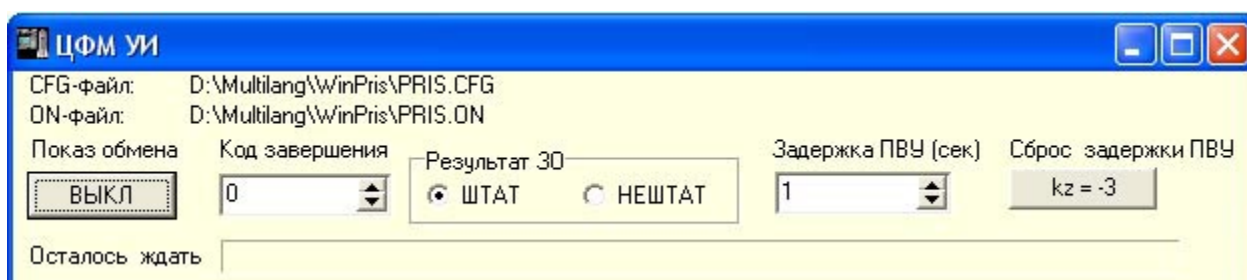 ЦФМ УИ
CFG-файл: D:\Multilang\WinPris\PRIS.CFG
ON-файл: D:\Multilang\WinPris\PRIS.ON
Показ обмена Код завершения Результат ЗО Задержка ПВУ (сек) Сброс задержки ПВУ
ВЫКЛ 0 ШТАТ НЕШТАТ 1 kz = -3
Осталось ждать